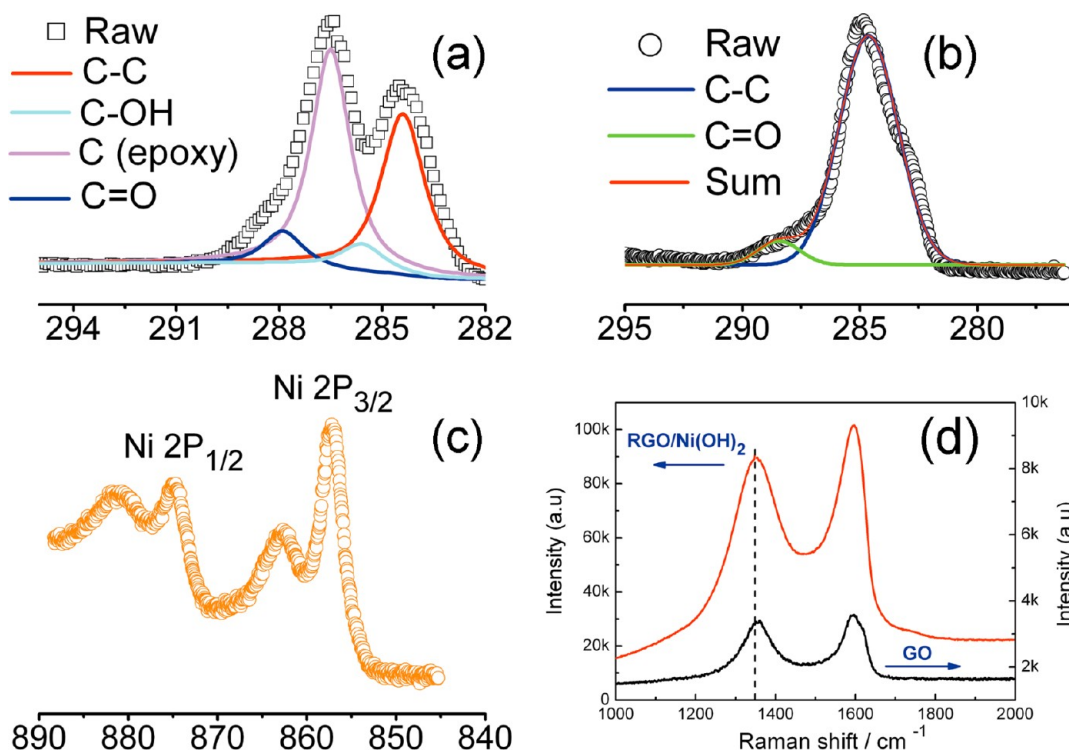 Raw
C-C
C-OH
C (epoxy)
C=O
(a)
294 291 288 285 282
Raw
C-C
C=O
Sum
(b)
295 290 285 280
Ni 2P3/2
Ni 2P1/2
(c)
890 880 870 860 850 840
(d)
RGO/Ni(OH)2
GO
Intensity (a.u)
100k
80k
60k
40k
20k
0
10k
8k
6k
4k
2k
Intensity (a.u)
1000 1200 1400 1600 1800 2000
Raman shift / cm-1